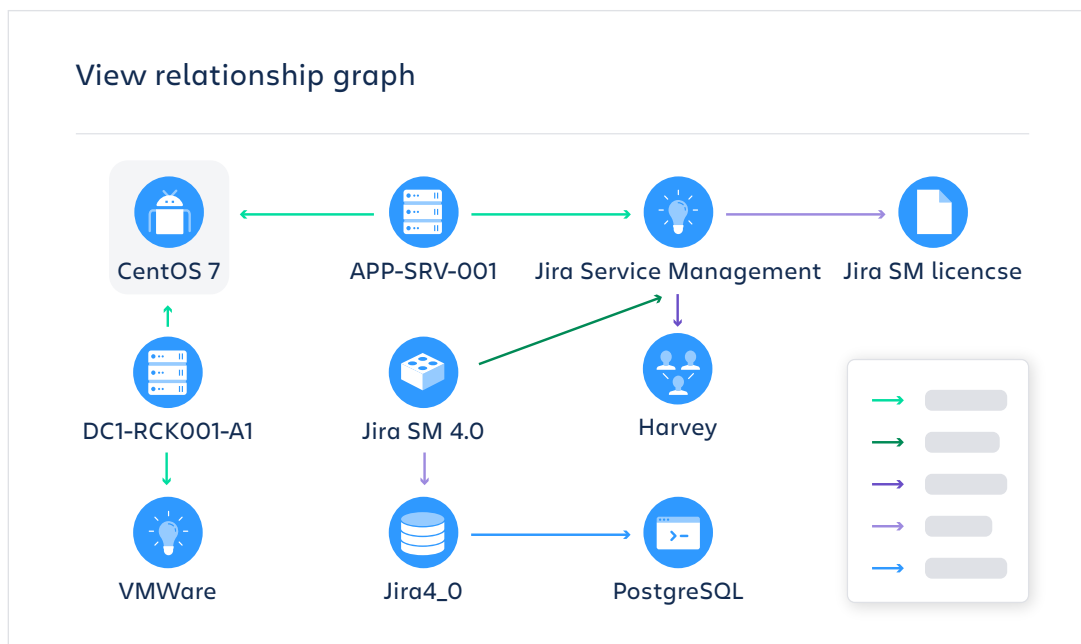 View relationship graph
CentOS 7
APP-SRV-001
Jira Service Management
Jira SM licencse
DC1-RCK001-A1
Jira SM 4.0
Harvey
VMWare
Jira4_0
PostgreSQL